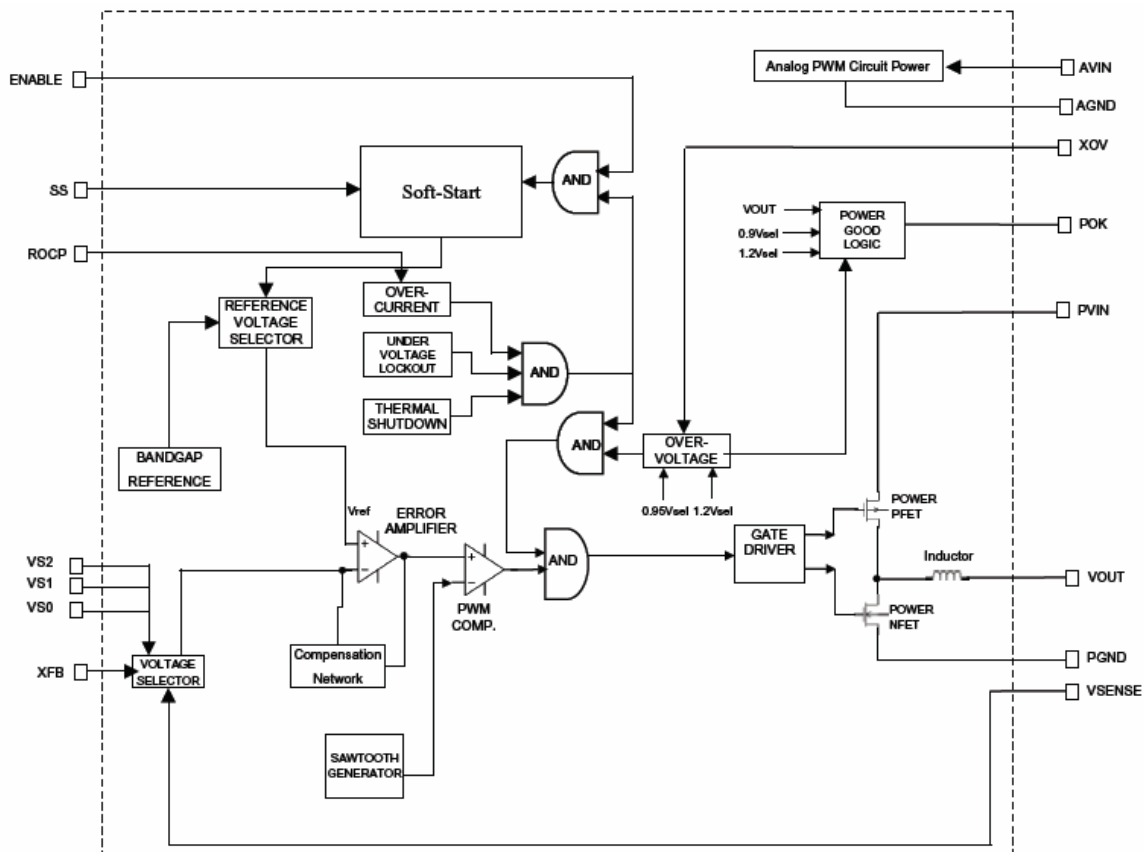 ENABLE
Analog PWM Circuit Power
AVIN
AGND
XOV
AND
SS
Soft-Start
VOUT
0.9Vsel
1.2Vsel
POWER
GOOD
LOGIC
POK
ROCP
OVER-
CURRENT
REFERENCE
VOLTAGE
SELECTOR
PVIN
UNDER
VOLTAGE
LOCKOUT
AND
THERMAL
SHUTDOWN
AND
OVER-
VOLTAGE
BANDGAP
REFERENCE
0.95Vsel
1.2Vsel
POWER
PFET
Vref
ERROR
AMPLIFIER
+
-
+
-
PWM
COMP.
AND
GATE
DRIVER
Inductor
VOUT
POWER
NFET
VS2
VS1
VS0
XFB
VOLTAGE
SELECTOR
Compensation
Network
PGND
VSENSE
SAWTOOTH
GENERATOR